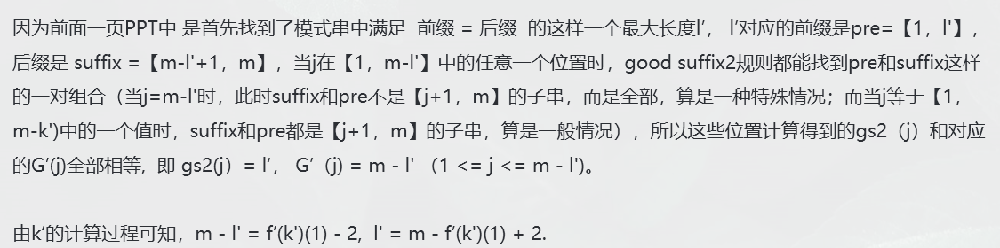 因为前面一页PPT中 是首先找到了模式串中满足  前缀 = 后缀  的这样一个最大长度l’， l’对应的前缀是pre=【1，l'】，
后缀是 suffix =【m-l'+1，m】，当j在【1，m-l'】中的任意一个位置时，good suffix2规则都能找到pre和suffix这样
的一对组合（当j=m-l'时，此时suffix和pre不是【j+1，m】的子串，而是全部，算是一种特殊情况；而当j等于【1，
m-k')中的一个值时，suffix和pre都是【j+1，m】的子串，算是一般情况），所以这些位置计算得到的gs2（j）和对应
的G’(j)全部相等,  即 gs2(j）= l‘， G’（j) = m - l' （1 <= j <= m - l')。
由k‘的计算过程可知，m - l' = f’(k')(1) - 2,  l' = m - f’(k')(1) + 2.